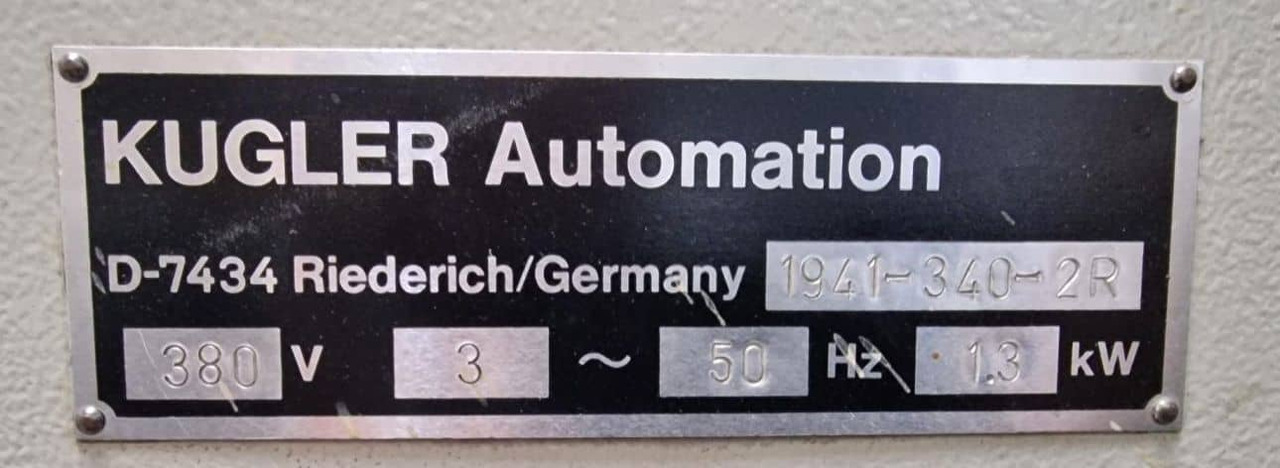 KUGLER Automation
D-7434 Riederich/Germany 1941-340-2R
380 V 3 ~ 50 Hz 1.3 kW